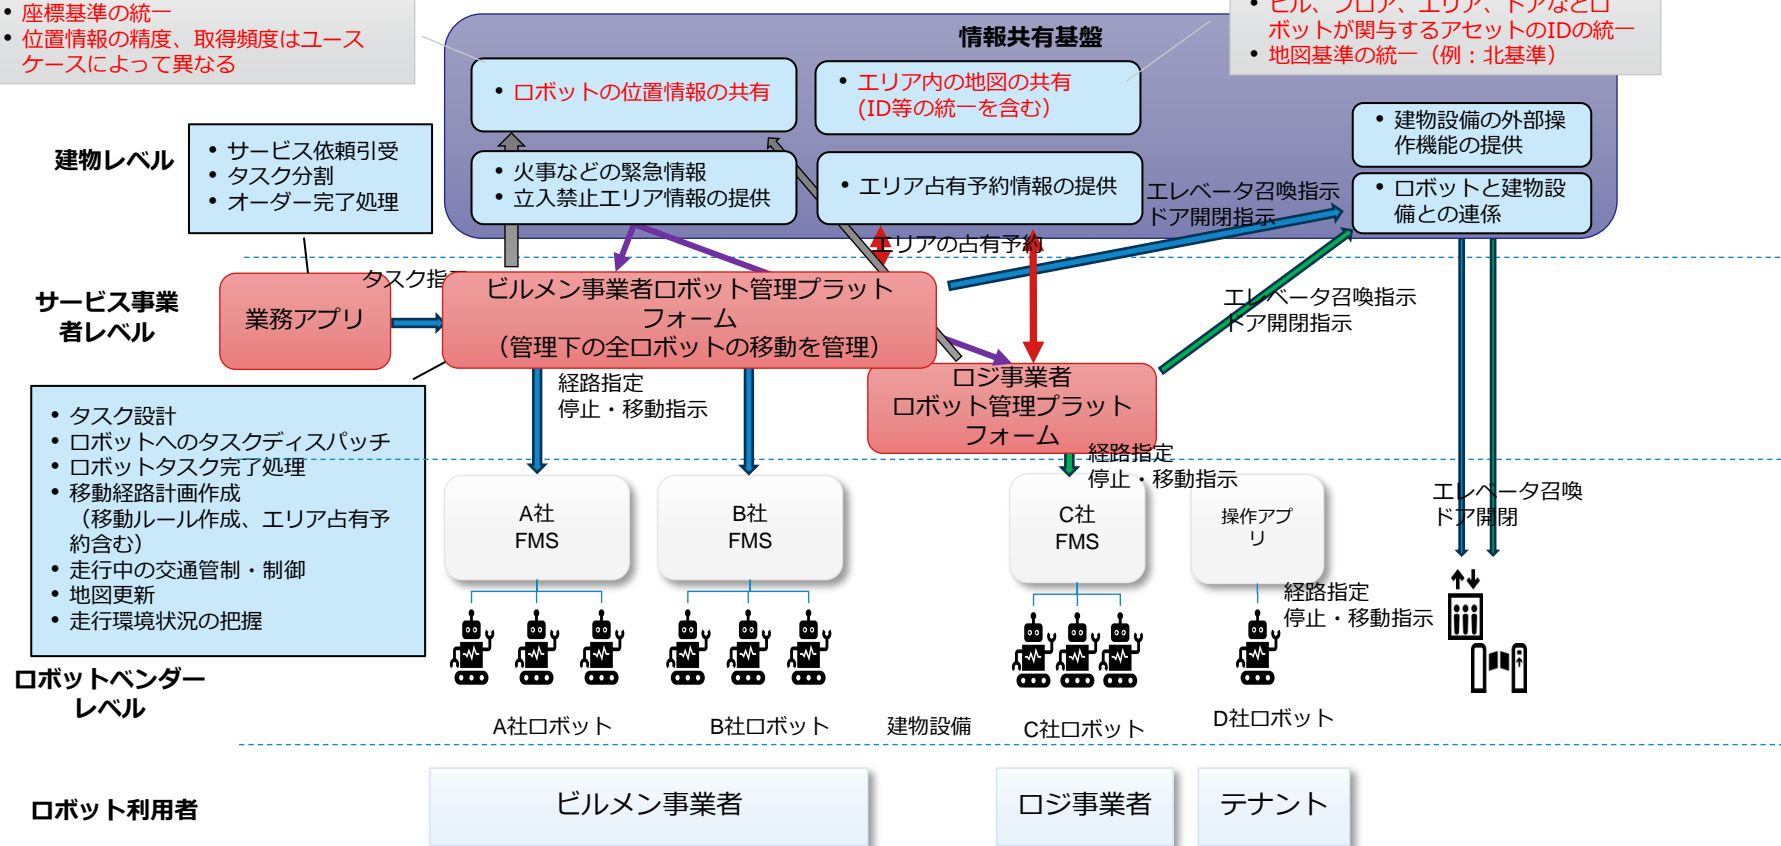 • 座標基準の統一
• 位置情報の精度、取得頻度はユース
ケースによって異なる
• ビル、フロア、エリア、ドアなどロ
ボットが関与するアセットのIDの統一
• 地図基準の統一（例：北基準）
情報共有基盤
• ロボットの位置情報の共有
• エリア内の地図の共有
(ID等の統一を含む）
• 建物設備の外部操
作機能の提供
建物レベル
• サービス依頼引受
• タスク分割
• オーダー完了処理
• 火事などの緊急情報
• 立入禁止エリア情報の提供
• エリア占有予約情報の提供
エレベータ召喚指示
ドア開閉指示
• ロボットと建物設
備との連係
エリアの占有予約
サービス事業
者レベル
業務アプリ
タスク指
ビルメン事業者ロボット管理プラット
フォーム
（管理下の全ロボットの移動を管理）
エレベータ召喚指示
ドア開閉指示
ロジ事業者
ロボット管理プラット
フォーム
経路指定
停止・移動指示
経路指定
停止・移動指示
• タスク設計
• ロボットへのタスクディスパッチ
• ロボットタスク完了処理
• 移動経路計画作成
（移動ルール作成、エリア占有予
約含む）
• 走行中の交通管制・制御
• 地図更新
• 走行環境状況の把握
A社
FMS
B社
FMS
C社
FMS
操作アプ
リ
エレベータ召喚
ドア開閉
経路指定
停止・移動指示
ロボットベンダー
レベル
A社ロボット
B社ロボット
建物設備
C社ロボット
D社ロボット
ロボット利用者
ビルメン事業者
ロジ事業者
テナント